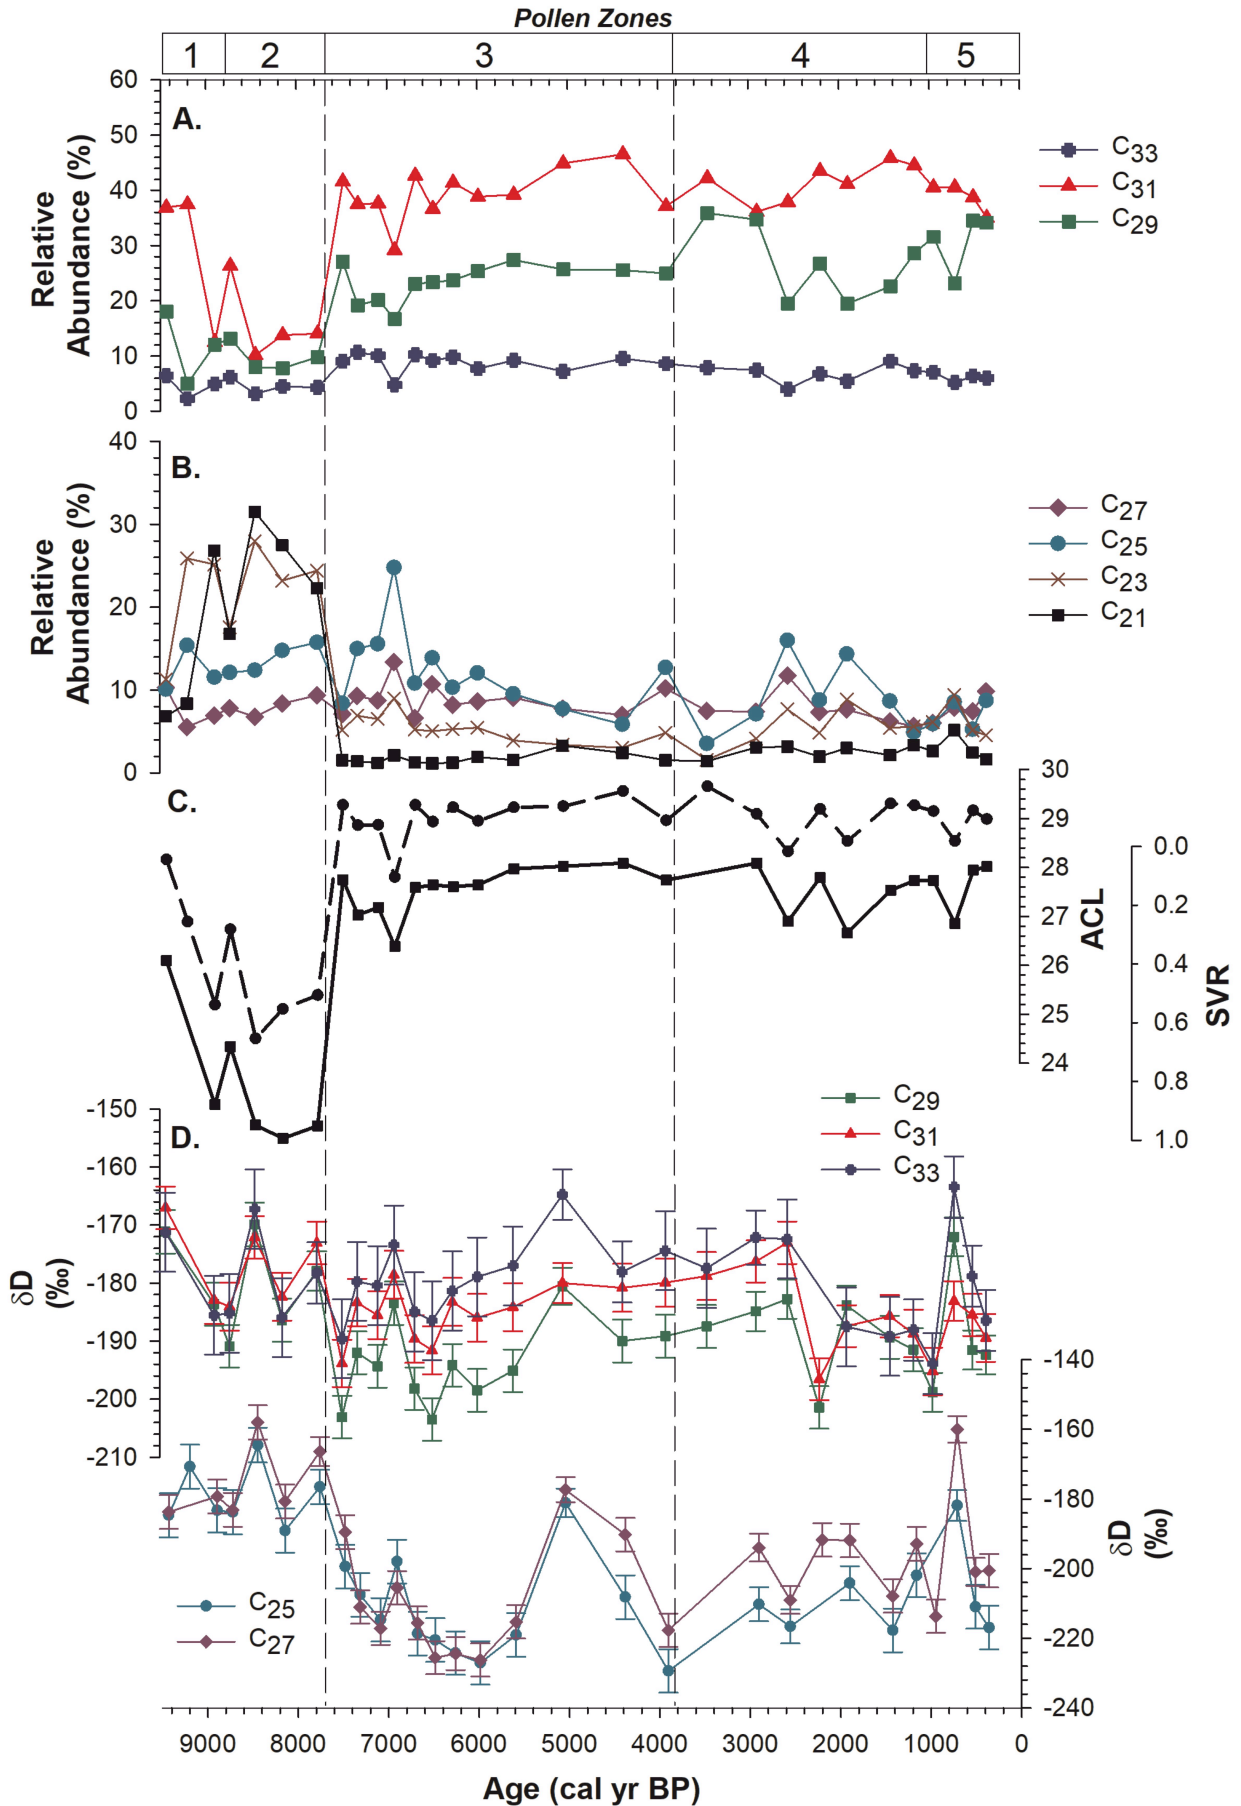 Pollen Zones
1 2 3 4 5
A.
60
50
40
30
20
10
0
Relative
Abundance (%)
C33
C31
C29
B.
40
30
20
10
0
Relative
Abundance (%)
C27
C25
C23
C21
C.
30
29
28
27
26
25
24
ACL
0.0
0.2
0.4
0.6
0.8
1.0
SVR
D.
-150
-160
-170
-180
-190
-200
-210
δD
(‰)
C29
C31
C33
-140
-160
-180
-200
-220
-240
δD
(‰)
C25
C27
9000 8000 7000 6000 5000 4000 3000 2000 1000 0
Age (cal yr BP)